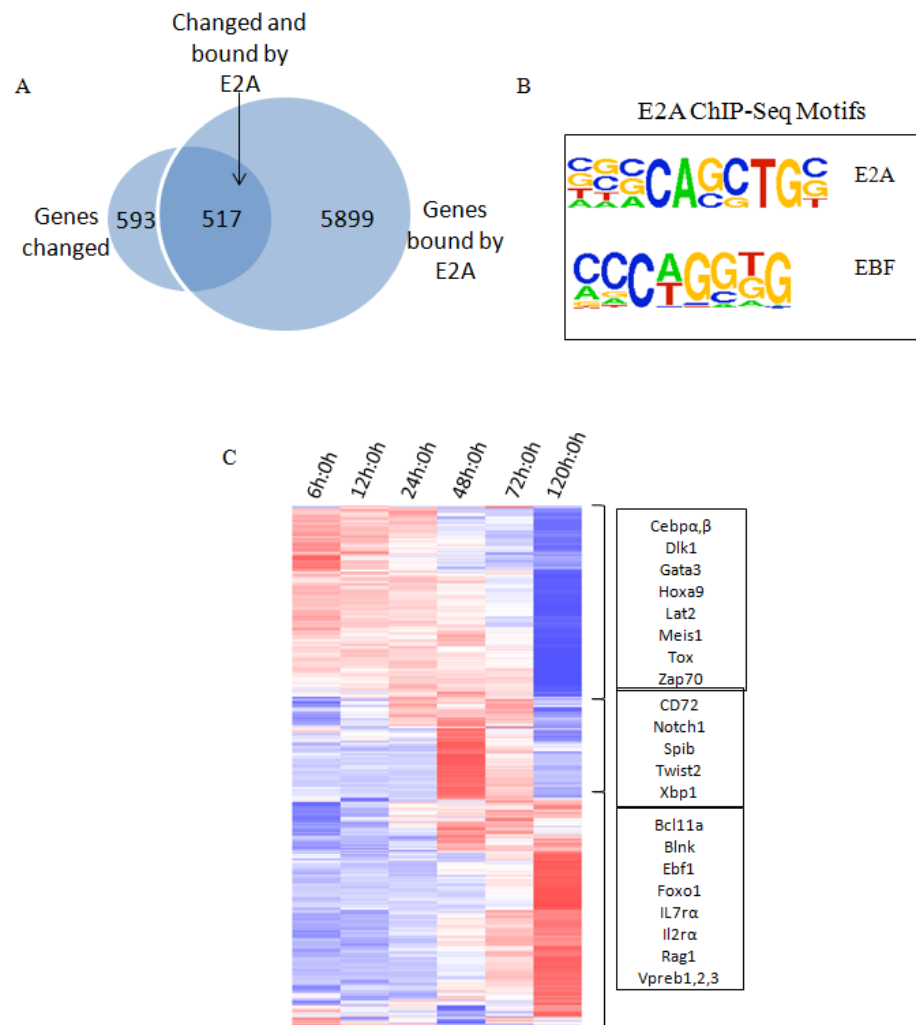 A
Changed and
bound by
E2A
Genes
changed
593
517
5899
Genes
bound by
E2A
B
E2A ChIP-Seq Motifs
E2A
EBF
C
6h:0h
12h:0h
24h:0h
48h:0h
72h:0h
120h:0h
Cebpα,β
Dlk1
Gata3
Hoxa9
Lat2
Meis1
Tox
Zap70
CD72
Notch1
Spib
Twist2
Xbp1
Bcl11a
Blnk
Ebf1
Foxo1
IL7rα
Il2rα
Rag1
Vpreb1,2,3